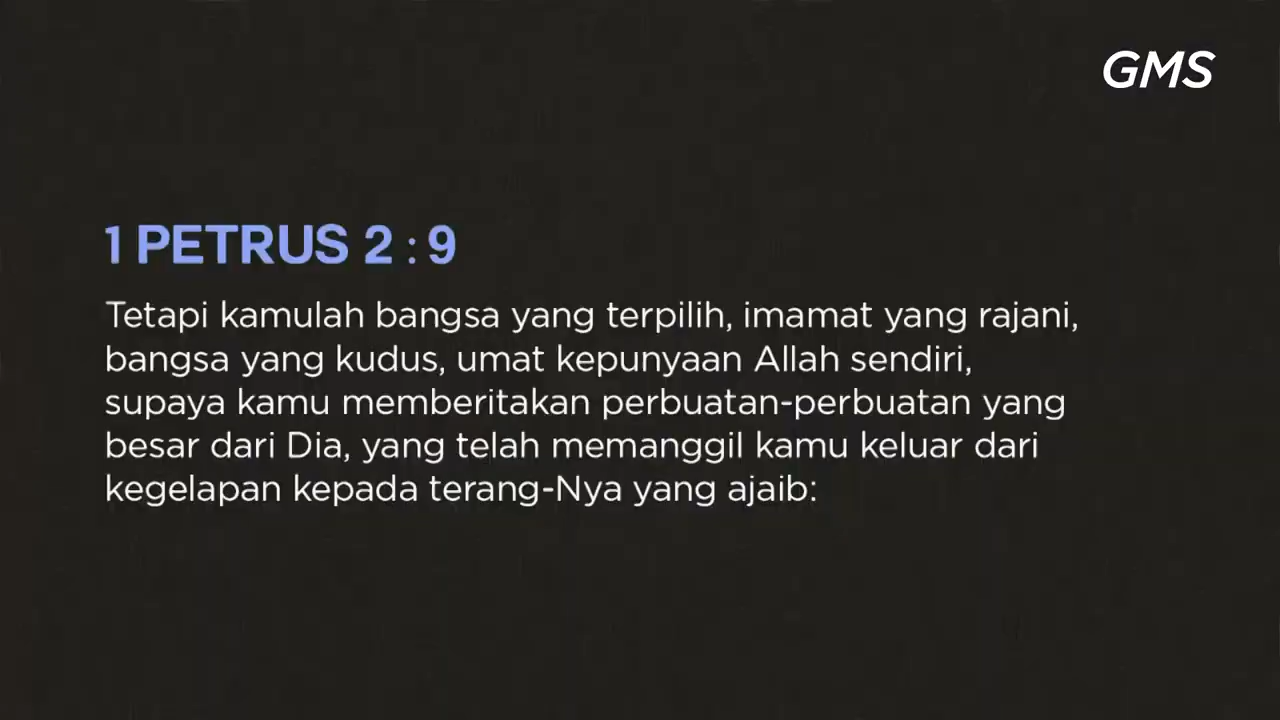 GMS
1 PETRUS 2 : 9
Tetapi kamulah bangsa yang terpilih, imamat yang rajani,
bangsa yang kudus, umat kepunyaan Allah sendiri,
supaya kamu memberitakan perbuatan-perbuatan yang
besar dari Dia, yang telah memanggil kamu keluar dari
kegelapan kepada terang-Nya yang ajaib: